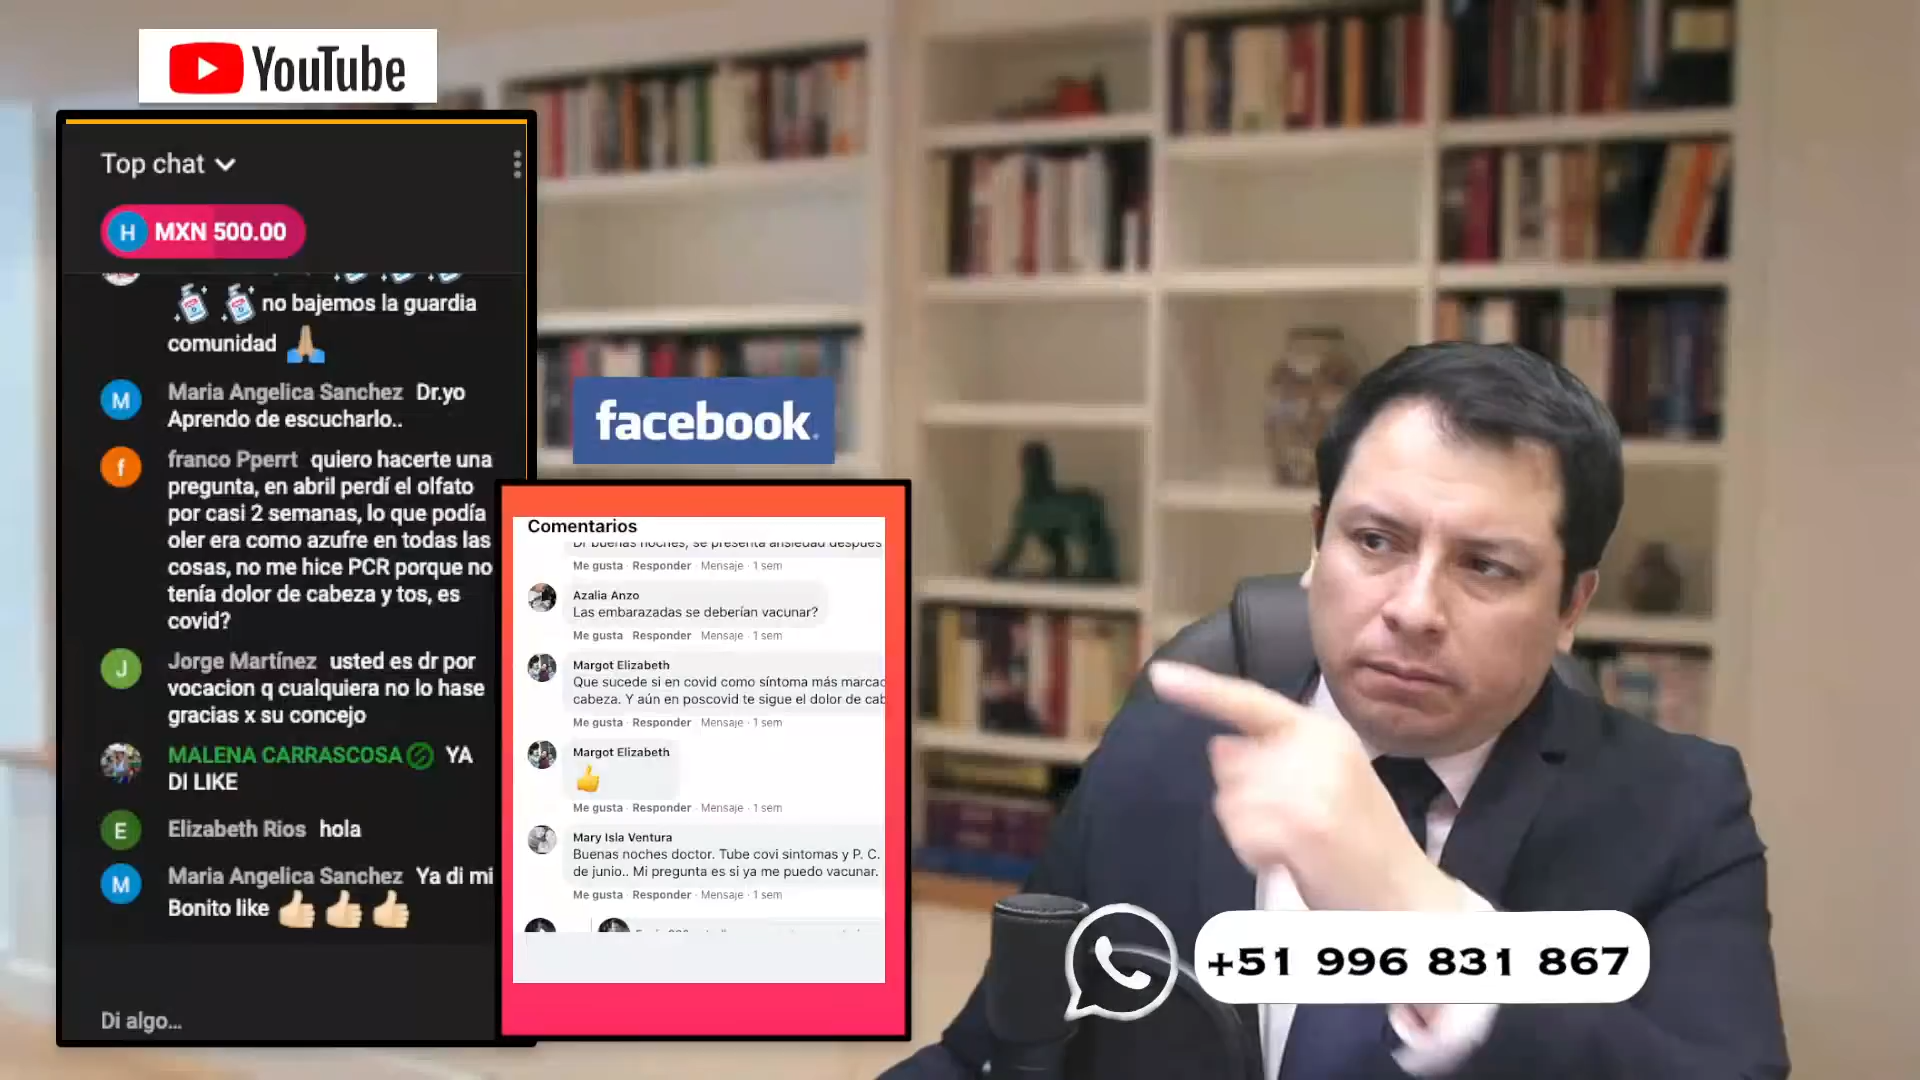 YouTube
Top chat
H MXN 500.00
no bajemos la guardia
comunidad
M Maria Angelica Sanchez Dr.yo
Aprendo de escucharlo..
f franco Pperrt quiero hacerte una
pregunta, en abril perdí el olfato
por casi 2 semanas, lo que podía
oler era como azufre en todas las
cosas, no me hice PCR porque no
tenía dolor de cabeza y tos, es
covid?
J Jorge Martínez usted es dr por
vocacion q cualquiera no lo hase
gracias x su concejo
MALENA CARRASCOSA YA
DI LIKE
E Elizabeth Rios hola
M Maria Angelica Sanchez Ya di mi
Bonito like
Di algo...
facebook.
Comentarios
Dr buenas noches, se presenta ansiedad despues
Me gusta · Responder · Mensaje · 1 sem
Azalia Anzo
Las embarazadas se deberían vacunar?
Me gusta · Responder · Mensaje · 1 sem
Margot Elizabeth
Que sucede si en covid como síntoma más marcad
cabeza. Y aún en poscovid te sigue el dolor de cab
Me gusta · Responder · Mensaje · 1 sem
Margot Elizabeth
Me gusta · Responder · Mensaje · 1 sem
Mary Isla Ventura
Buenas noches doctor. Tube covi sintomas y P. C.
de junio.. Mi pregunta es si ya me puedo vacunar.
Me gusta · Responder · Mensaje · 1 sem
+51 996 831 867